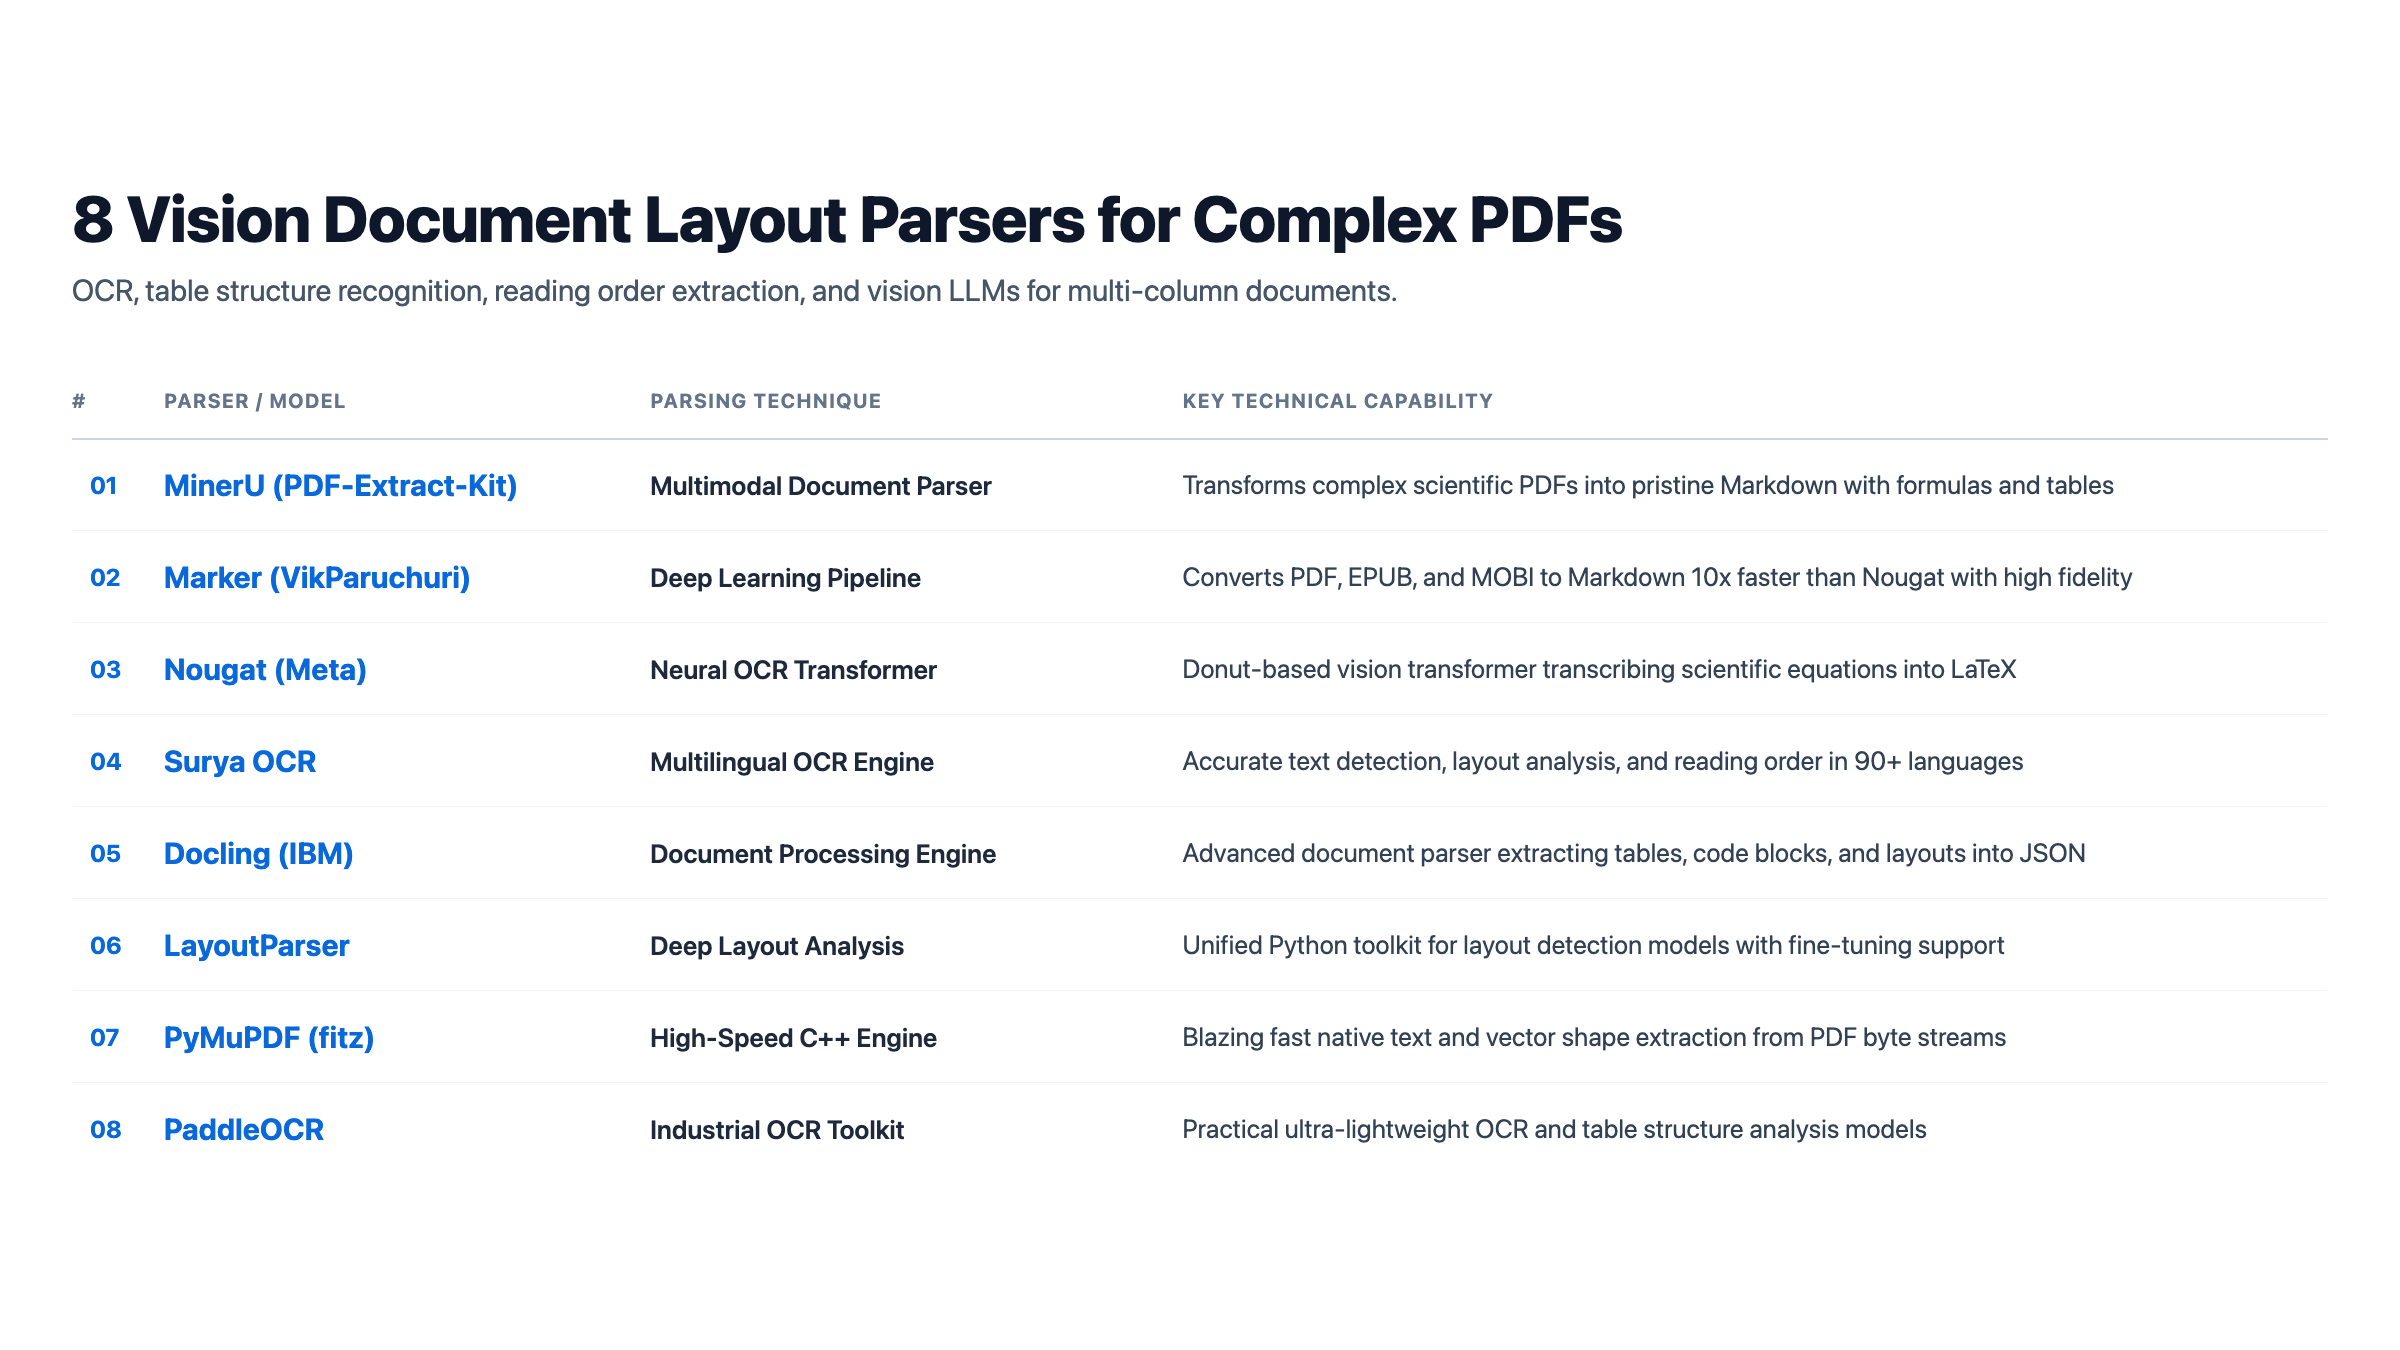 8 Vision Document Layout Parsers for Complex PDFs
OCR, table structure recognition, reading order extraction, and vision LLMs for multi-column documents.
# PARSER / MODEL PARSING TECHNIQUE KEY TECHNICAL CAPABILITY
01 MinerU (PDF-Extract-Kit) Multimodal Document Parser Transforms complex scientific PDFs into pristine Markdown with formulas and tables
02 Marker (VikParuchuri) Deep Learning Pipeline Converts PDF, EPUB, and MOBI to Markdown 10x faster than Nougat with high fidelity
03 Nougat (Meta) Neural OCR Transformer Donut-based vision transformer transcribing scientific equations into LaTeX
04 Surya OCR Multilingual OCR Engine Accurate text detection, layout analysis, and reading order in 90+ languages
05 Docling (IBM) Document Processing Engine Advanced document parser extracting tables, code blocks, and layouts into JSON
06 LayoutParser Deep Layout Analysis Unified Python toolkit for layout detection models with fine-tuning support
07 PyMuPDF (fitz) High-Speed C++ Engine Blazing fast native text and vector shape extraction from PDF byte streams
08 PaddleOCR Industrial OCR Toolkit Practical ultra-lightweight OCR and table structure analysis models